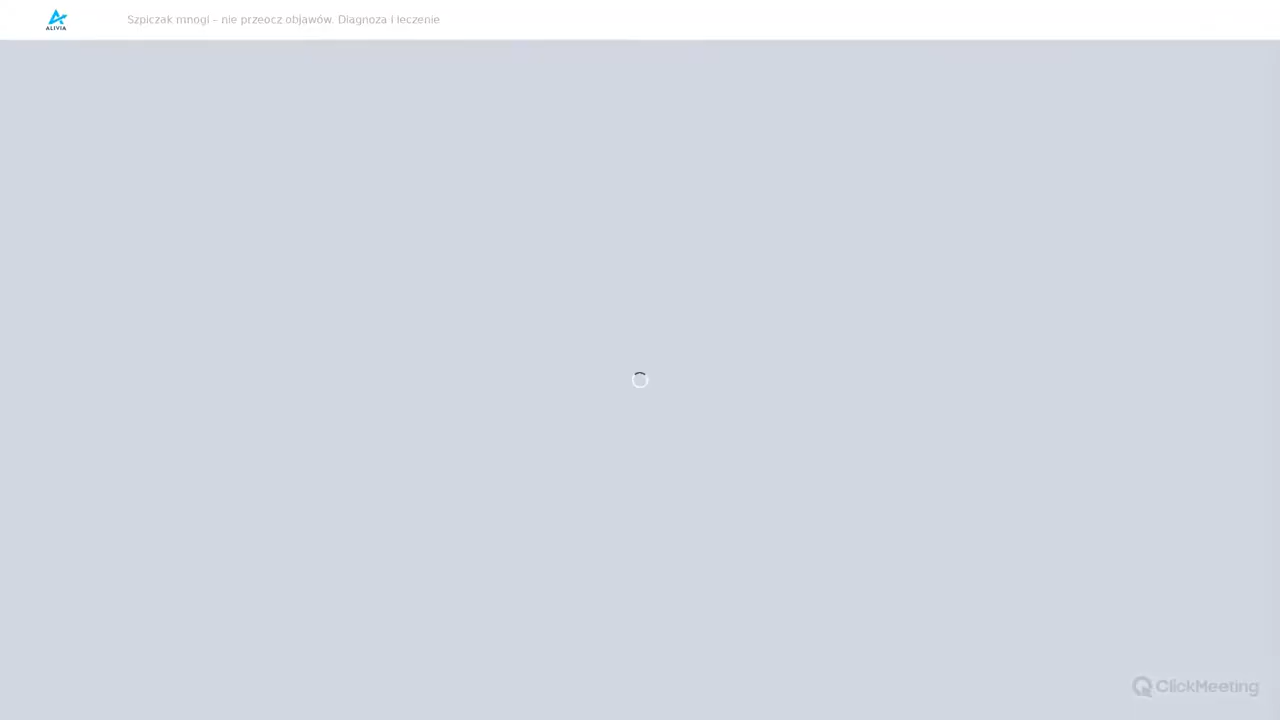 ALIVIA
Szpiczak mnogi – nie przeocz objawów. Diagnoza i leczenie
ClickMeeting